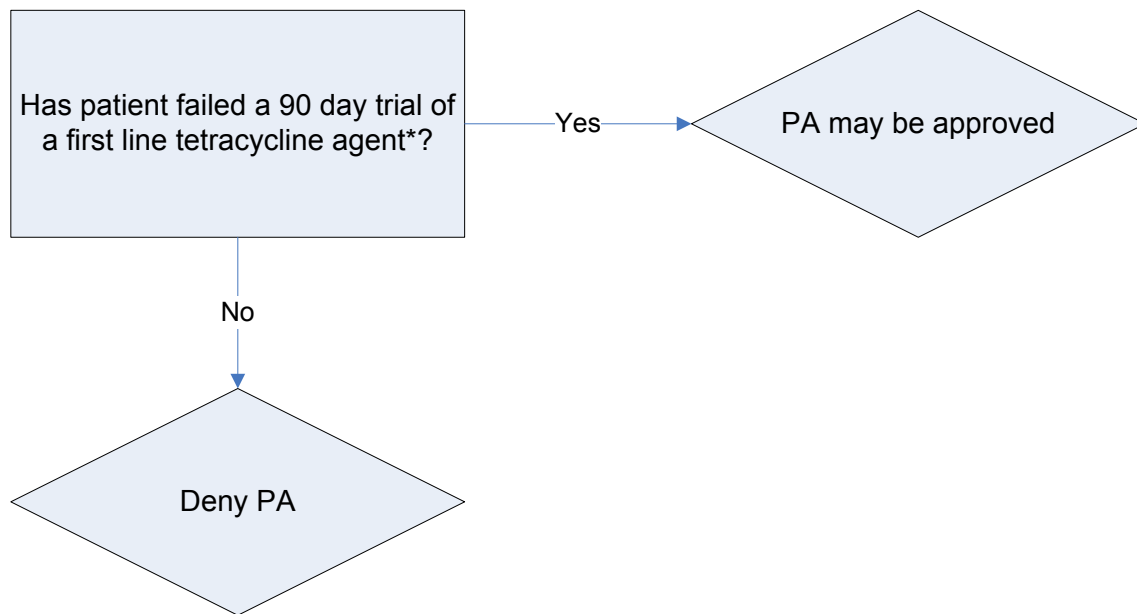 Has patient failed a 90 day trial of
a first line tetracycline agent*?
Yes
PA may be approved
No
Deny PA